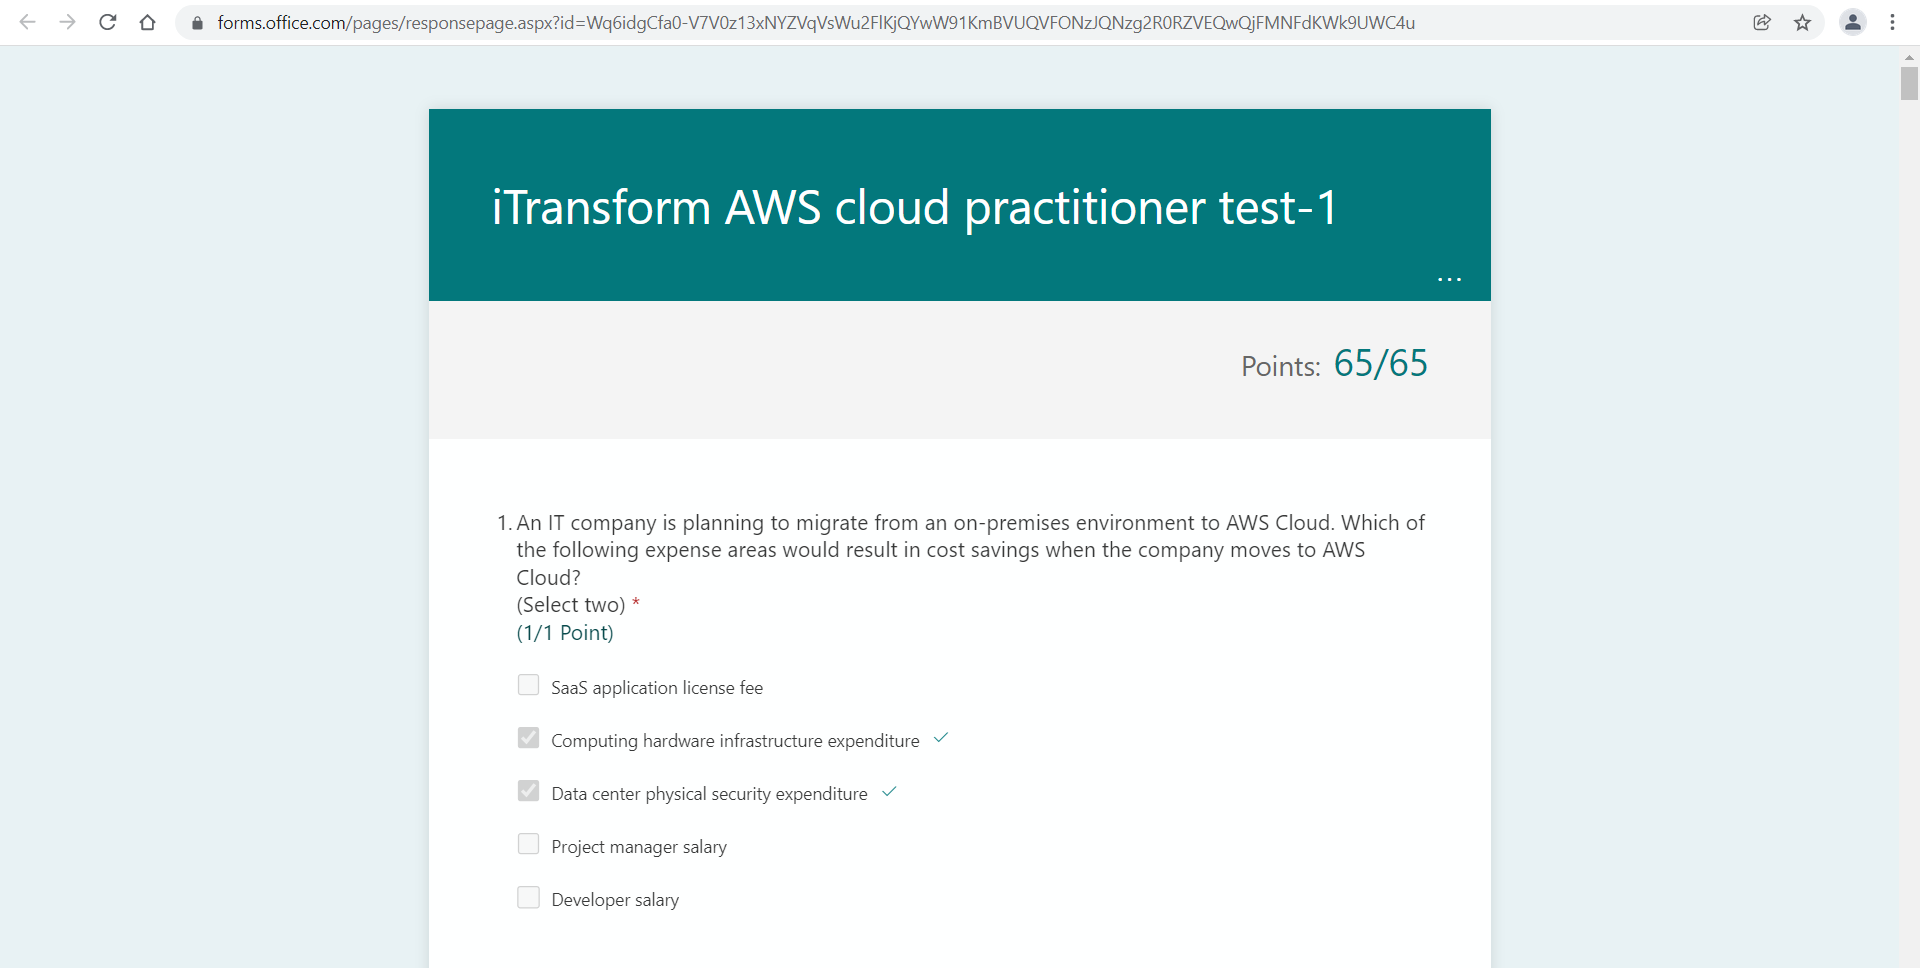 forms.office.com/pages/responsepage.aspx?id=Wq6idgCfa0-V7V0z13xNYZVqVsWu2FlKjQYwW91KmBVUQVFONzJQNzg2R0RZVEQwQjFMNFdKWk9UWC4u
iTransform AWS cloud practitioner test-1
...
Points: 65/65
1. An IT company is planning to migrate from an on-premises environment to AWS Cloud. Which of
the following expense areas would result in cost savings when the company moves to AWS
Cloud?
(Select two) *
(1/1 Point)
SaaS application license fee
Computing hardware infrastructure expenditure
Data center physical security expenditure
Project manager salary
Developer salary